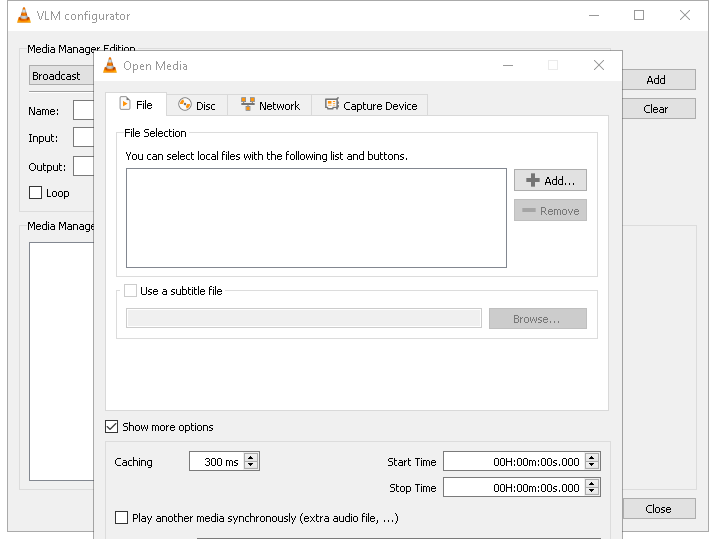 VLM configurator
Media Manager Edition
Broadcast
Add
Clear
Name:
Input:
Output:
Loop
Media Manage
Close
Open Media
File
Disc
Network
Capture Device
File Selection
You can select local files with the following list and buttons.
Add...
Remove
Use a subtitle file
Browse...
Show more options
Caching
300 ms
Start Time
00H:00m:00s.000
Stop Time
00H:00m:00s.000
Play another media synchronously (extra audio file, ...)